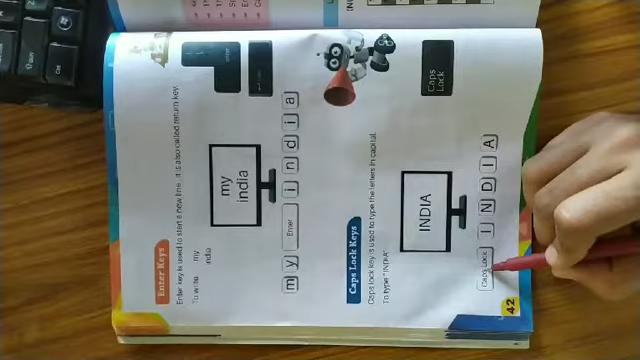 Enter Keys
Enter key is used to start a new line. It is also called return key.
To write my
india
my
india
m y Enter i n d i a
Caps Lock Keys
Caps lock key is used to type the letters in capital.
To type "INDIA"
INDIA
Caps
Lock
Caps Lock I N D I A
42